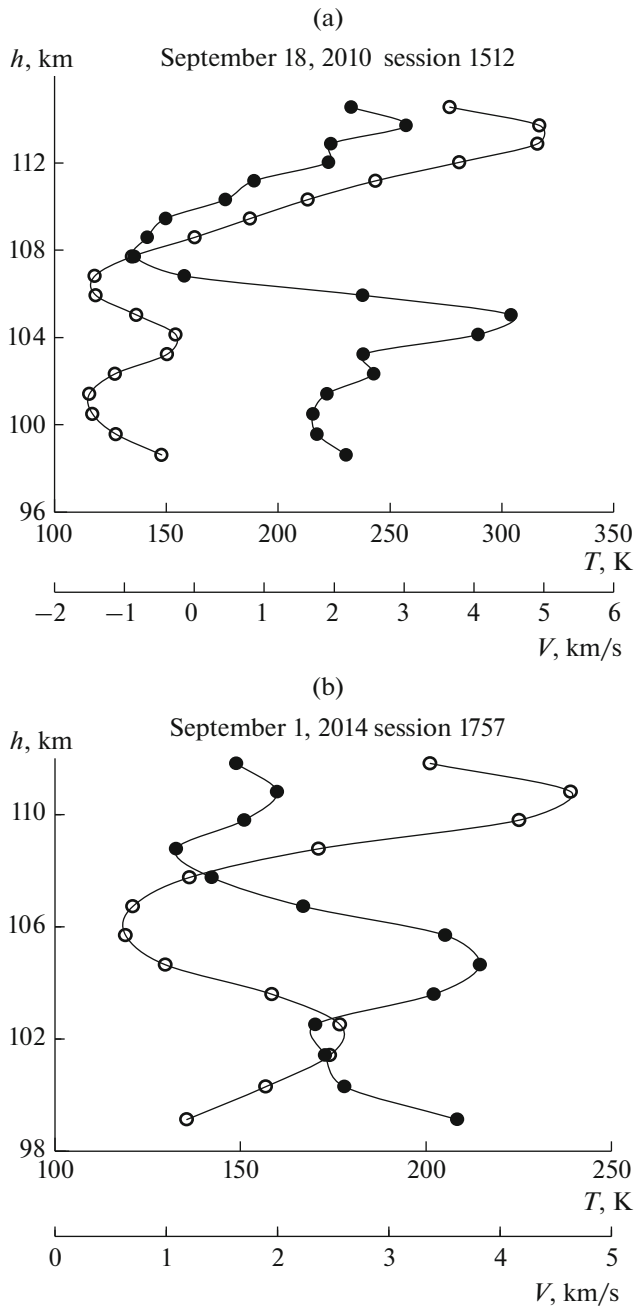 (a)
h, km September 18, 2010 session 1512
112
108
104
100
96
100 150 200 250 300 350
T, K
−2 −1 0 1 2 3 4 5 6
V, km/s
(b)
September 1, 2014 session 1757
h, km
110
106
102
98
100 150 200 250
T, K
0 1 2 3 4 5
V, km/s